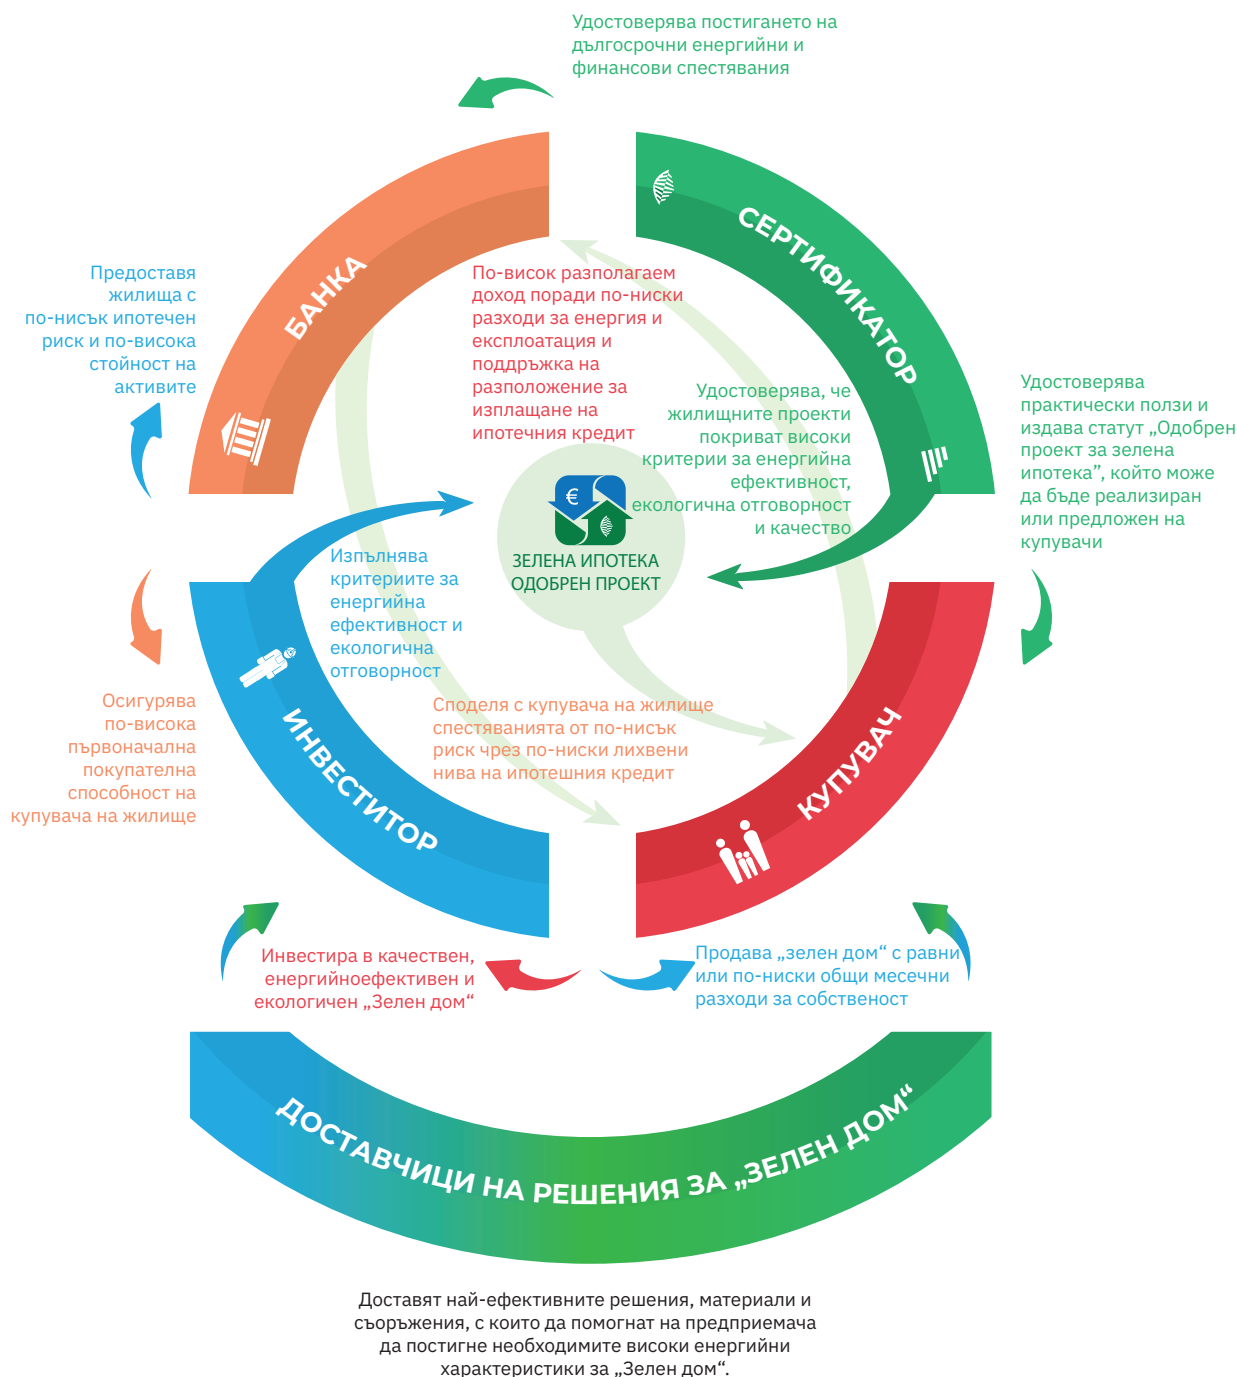 Удостоверява постигането на
дългосрочни енергийни и
финансови спестявания
БАНКА
СЕРТИФИКАТОР
Предоставя
жилища с
по-нисък ипотечен
риск и по-висока
стойност на
активите
По-висок разполагаем
доход поради по-ниски
разходи за енергия и
експлоатация и
поддръжка на
разположение за
изплащане на
ипотечния кредит
Удостоверява, че
жилищните проекти
покриват високи
критерии за енергийна
ефективност,
екологична отговорност
и качество
Удостоверява
практически ползи и
издава статут „Одобрен
проект за зелена
ипотека”, който може
да бъде реализиран
или предложен на
купувачи
€
ЗЕЛЕНА ИПОТЕКА
ОДОБРЕН ПРОЕКТ
Изпълнява
критериите за
енергийна
ефективност и
екологична
отговорност
Осигурява
по-висока
първоначална
покупателна
способност на
купувача на жилище
Споделя с купувача на жилище
спестяванията от по-нисък
риск чрез по-ниски лихвени
нива на ипотешния кредит
ИНВЕСТИТОР
КУПУВАЧ
Инвестира в качествен,
енергийноефективен и
екологичен „Зелен дом“
Продава „зелен дом“ с равни
или по-ниски общи месечни
разходи за собственост
ДОСТАВЧИЦИ НА РЕШЕНИЯ ЗА „ЗЕЛЕН ДОМ“
Доставят най-ефективните решения, материали и
съоръжения, с които да помогнат на предприемача
да постигне необходимите високи енергийни
характеристики за „Зелен дом“.